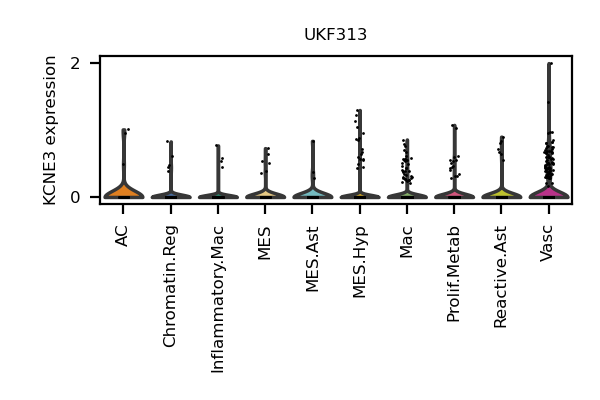 UKF313
KCNE3 expression
2
0
AC
Chromatin.Reg
Inflammatory.Mac
MES
MES.Ast
MES.Hyp
Mac
Prolif.Metab
Reactive.Ast
Vasc